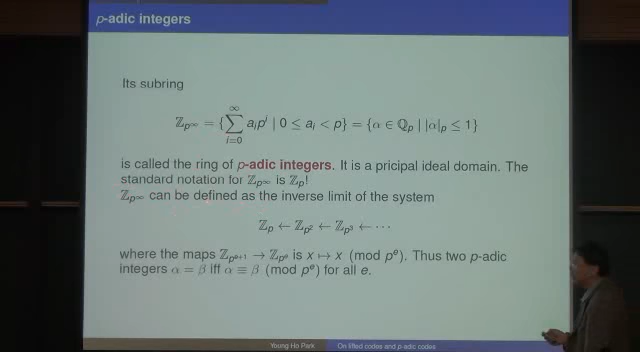 p-adic integers
Its subring
ℤ_{p^∞} = {∑_{i=0}^{∞} a_i p^i | 0 ≤ a_i < p} = {α ∈ ℚ_p | |α|_p ≤ 1}
is called the ring of p-adic integers. It is a pricipal ideal domain. The
standard notation for ℤ_{p^∞} is ℤ_p!
ℤ_{p^∞} can be defined as the inverse limit of the system
ℤ_p ← ℤ_{p^2} ← ℤ_{p^3} ← ⋯
where the maps ℤ_{p^{e+1}} → ℤ_{p^e} is x ↦ x (mod p^e). Thus two p-adic
integers α = β iff α ≡ β (mod p^e) for all e.
Young Ho Park On lifted codes and p-adic codes